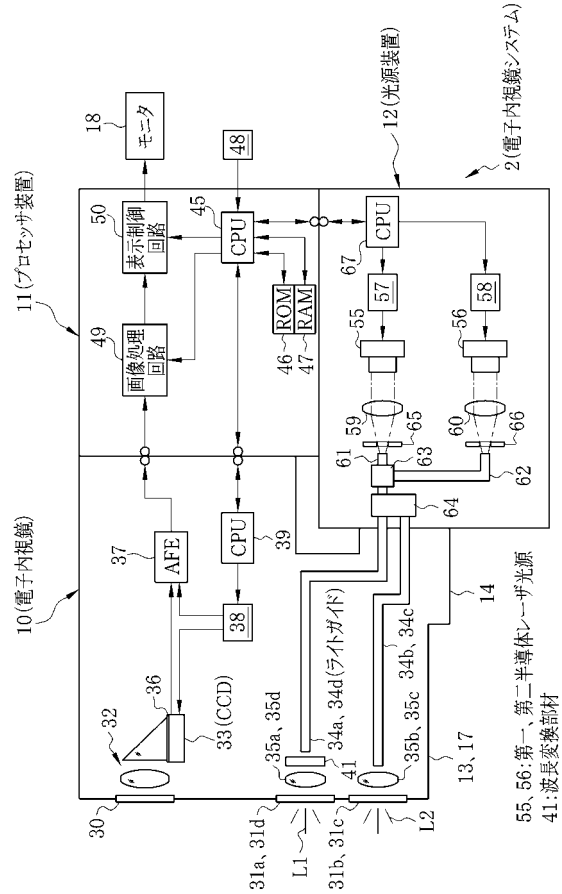 2(電子内視鏡システム)
10(電子内視鏡)
11(プロセッサ装置)
12(光源装置)
18
モニタ
50
表示制御
回路
49
画像処理
回路
48
45
CPU
ROM
RAM
46
47
37
AFE
CPU
39
38
36
32
33(CCD)
30
67
CPU
57
58
55
56
59
60
65
66
61
63
62
64
34a、34d(ライトガイド)
34b、34c
14
35a、35d
41
35b、35c
31a、31d
31b、31c
L1
L2
13、17
55、56:第一、第二半導体レーザ光源
41:波長変換部材